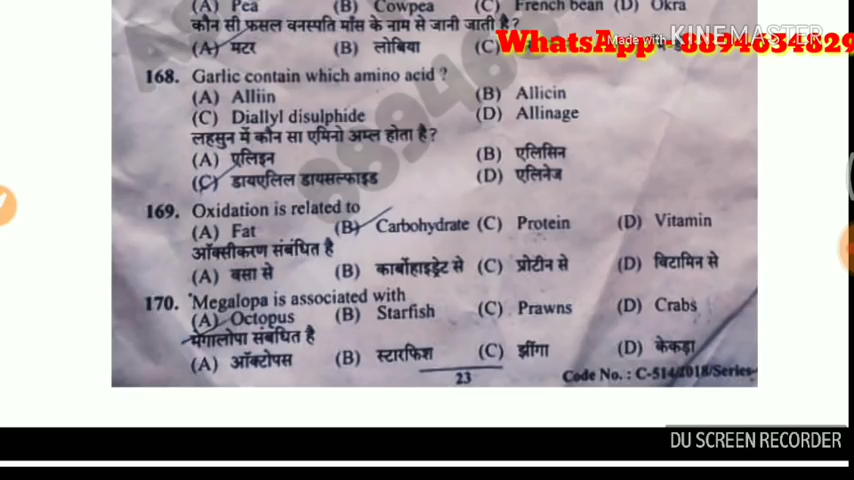 (A) Pea (B) Cowpea (C) French bean (D) Okra
कौन सी फसल वनस्पति माँस के नाम से जानी जाती है?
(A) मटर (B) लोबिया (C)
WhatsApp - 8894634829
Made with KINEMASTER
168. Garlic contain which amino acid ?
(A) Alliin (B) Allicin
(C) Diallyl disulphide (D) Allinage
लहसुन में कौन सा एमिनो अम्ल होता है?
(A) एलिइन (B) एलिसिन
(C) डायएलिल डायसल्फाइड (D) एलिनेज
169. Oxidation is related to
(A) Fat (B) Carbohydrate (C) Protein (D) Vitamin
ऑक्सीकरण संबंधित है
(A) बसा से (B) कार्बोहाइड्रेट से (C) प्रोटीन से (D) बिटामिन से
170. Megalopa is associated with
(A) Octopus (B) Starfish (C) Prawns (D) Crabs
मेगालोपा संबधित है
(A) ऑक्टोपस (B) स्टारफिश (C) झींगा (D) केकड़ा
23 Code No. : C-514/2018/Series-
DU SCREEN RECORDER